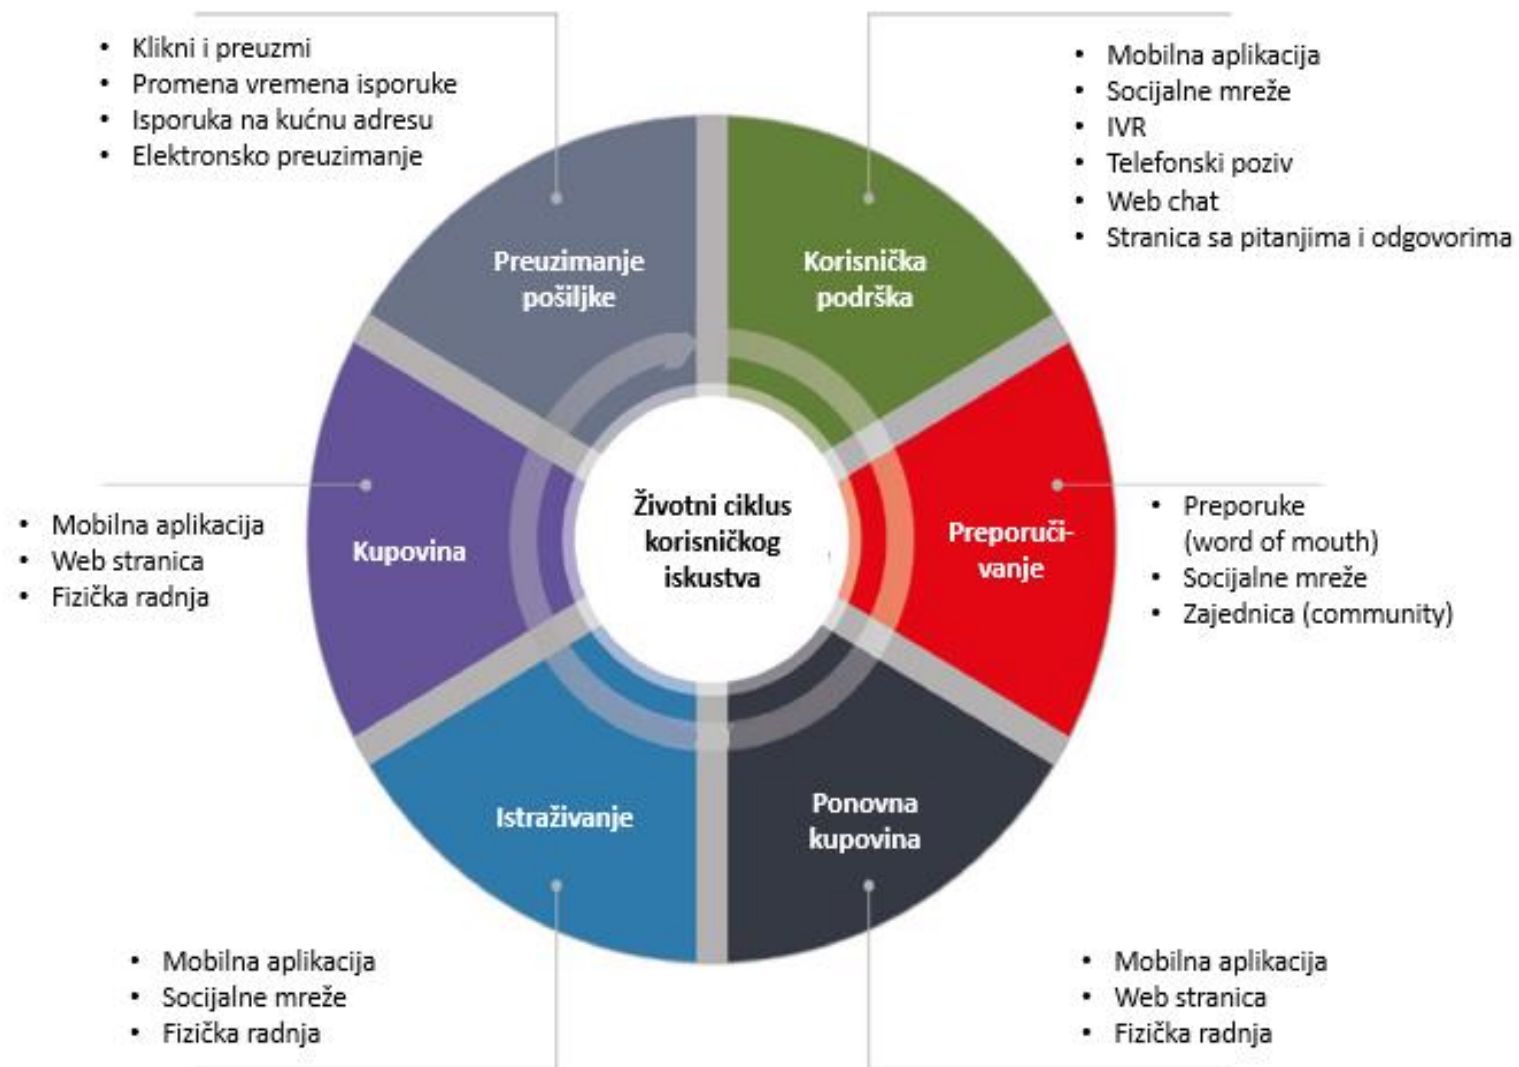 • Klikni i preuzmi
• Promena vremena isporuke
• Isporuka na kućnu adresu
• Elektronsko preuzimanje
• Mobilna aplikacija
• Socijalne mreže
• IVR
• Telefonski poziv
• Web chat
• Stranica sa pitanjima i odgovorima
Preuzimanje
pošiljke
Korisnička
podrška
• Mobilna aplikacija
• Web stranica
• Fizička radnja
Kupovina
Životni ciklus
korisničkog
iskustva
Preporuči-
vanje
• Preporuke
(word of mouth)
• Socijalne mreže
• Zajednica (community)
Istraživanje
Ponovna
kupovina
• Mobilna aplikacija
• Socijalne mreže
• Fizička radnja
• Mobilna aplikacija
• Web stranica
• Fizička radnja